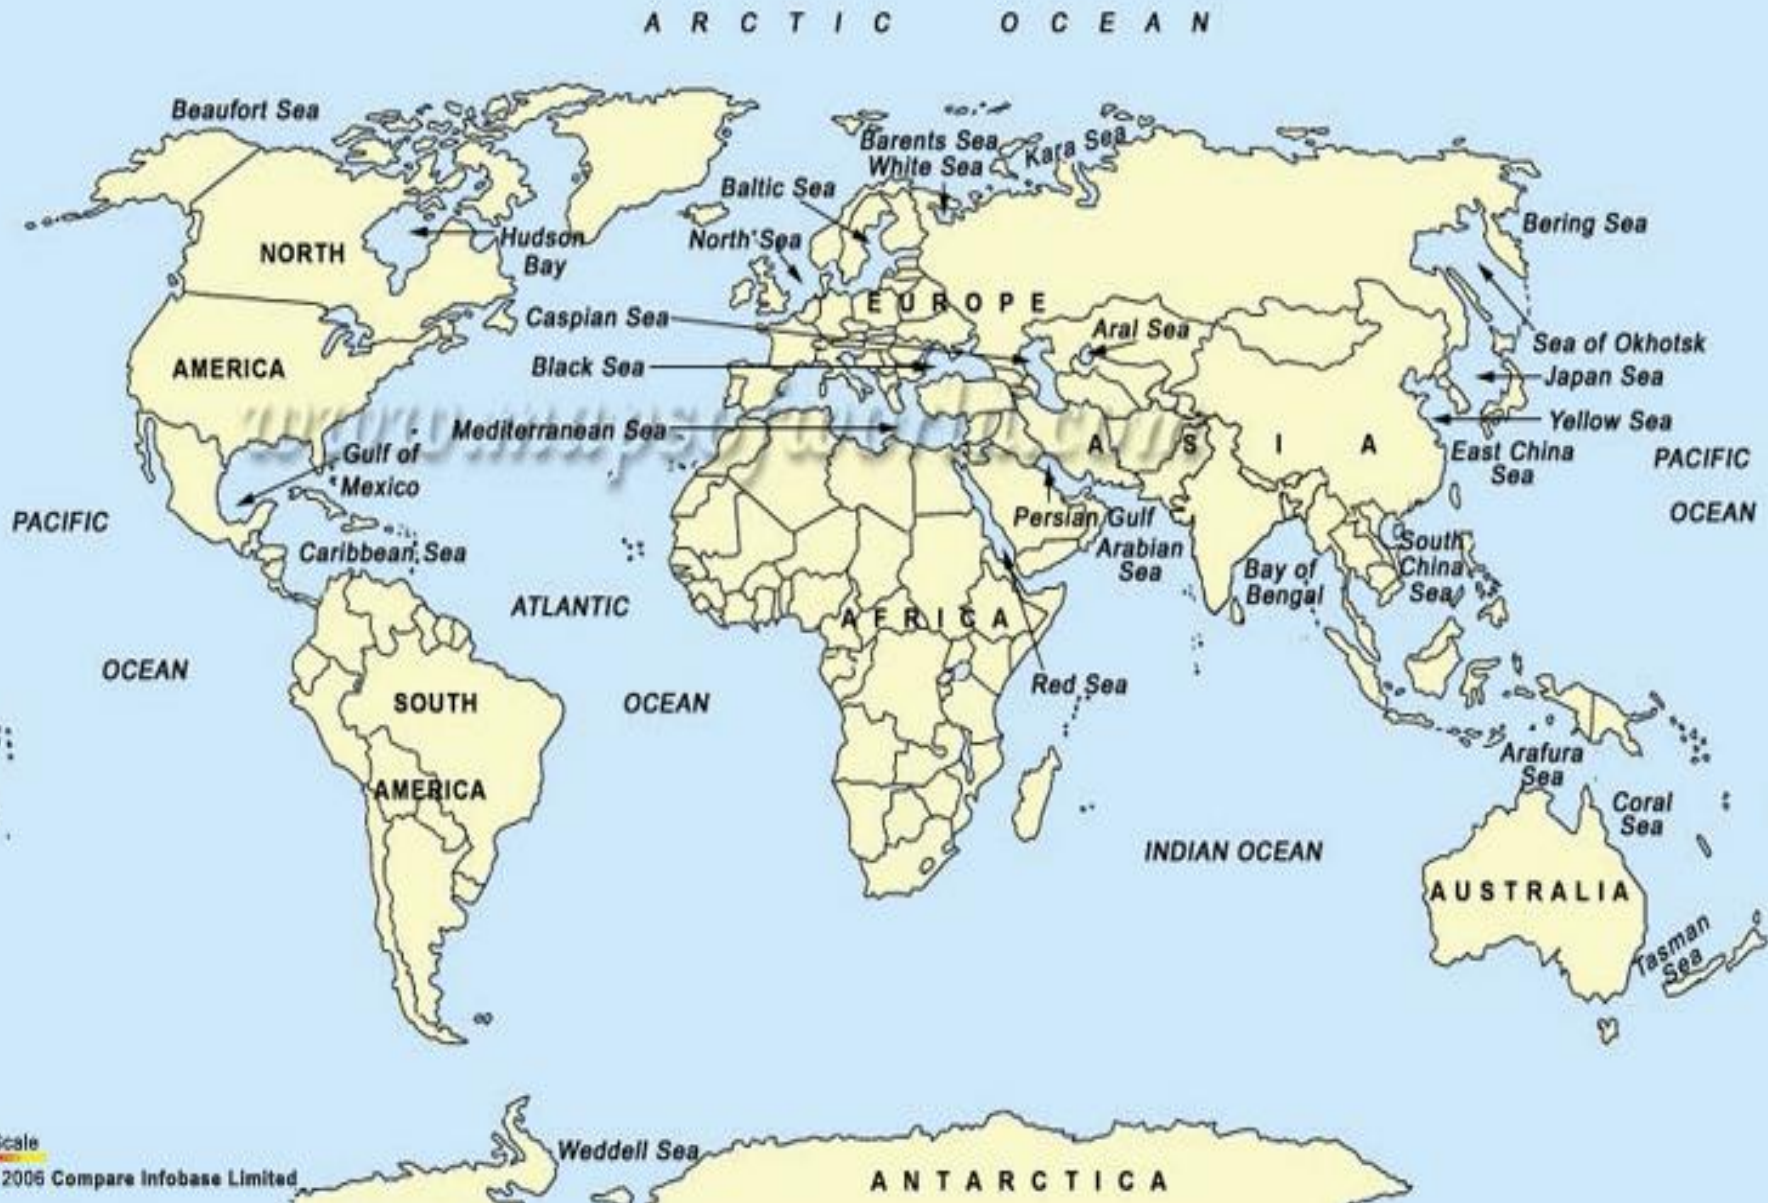 ARCTIC OCEAN
Beaufort Sea
Barents Sea
Kara Sea
White Sea
Baltic Sea
Bering Sea
North Sea
Hudson
Bay
NORTH
EUROPE
Caspian Sea
Aral Sea
Sea of Okhotsk
AMERICA
Black Sea
Japan Sea
www.mapsofworld.com
Yellow Sea
Mediterranean Sea
ASIA
East China
Sea
PACIFIC
Gulf of
Mexico
PACIFIC
OCEAN
Persian Gulf
Caribbean Sea
Arabian
Sea
South
China
Sea
Bay of
Bengal
ATLANTIC
AFRICA
OCEAN
Red Sea
SOUTH
OCEAN
Arafura
Sea
AMERICA
Coral
Sea
INDIAN OCEAN
AUSTRALIA
Tasman
Sea
Scale
Weddell Sea
2006 Compare Infobase Limited
ANTARCTICA